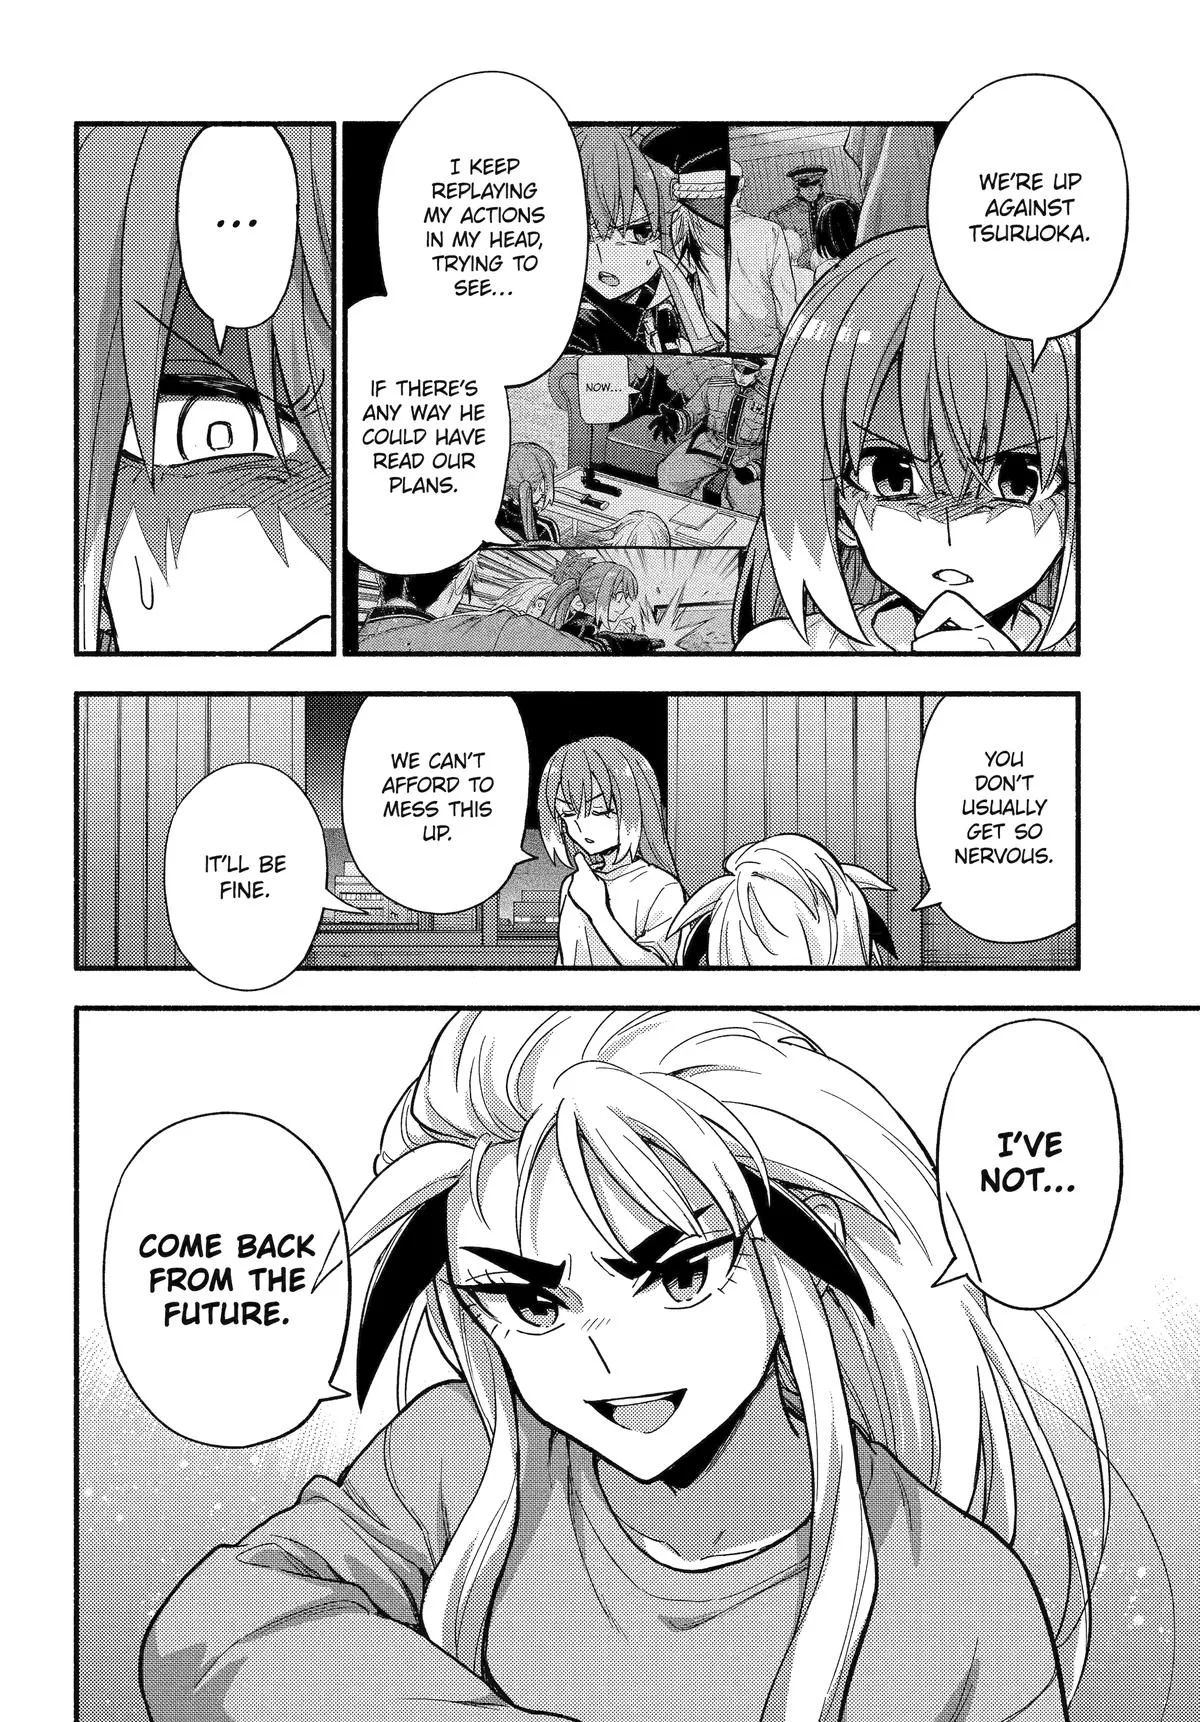 WE'RE UP
AGAINST
TSURUOKA.
I KEEP
REPLAYING
MY ACTIONS
IN MY HEAD,
TRYING TO
SEE...
IF THERE'S
ANY WAY HE
COULD HAVE
READ OUR
PLANS.
NOW...
...
YOU
DON'T
USUALLY
GET SO
NERVOUS.
WE CAN'T
AFFORD TO
MESS THIS
UP.
IT'LL BE
FINE.
I'VE
NOT...
COME BACK
FROM THE
FUTURE.